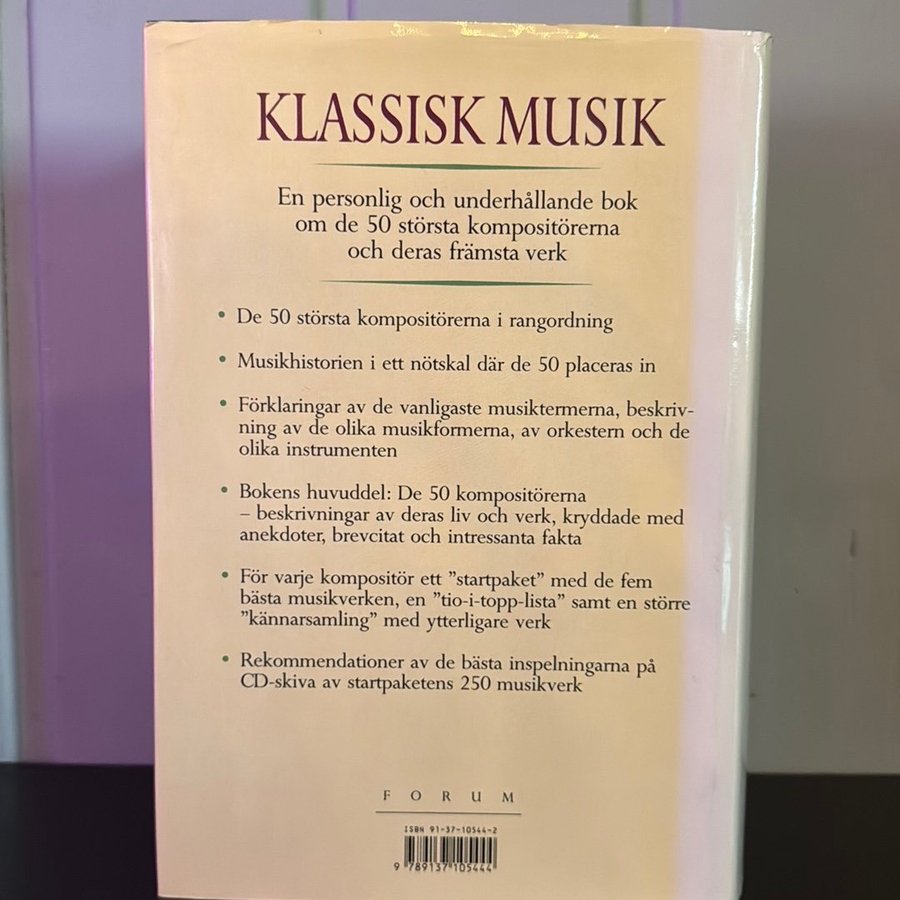 KLASSISK MUSIK
En personlig och underhållande bok
om de 50 största kompositörerna
och deras främsta verk
• De 50 största kompositörerna i rangordning
• Musikhistorien i ett nötskal där de 50 placeras in
• Förklaringar av de vanligaste musiktermerna, beskriv-
ning av de olika musikformerna, av orkestern och de
olika instrumenten
• Bokens huvuddel: De 50 kompositörerna
– beskrivningar av deras liv och verk, kryddade med
anekdoter, brevcitat och intressanta fakta
• För varje kompositör ett ”startpaket” med de fem
bästa musikverken, en ”tio-i-topp-lista” samt en större
”kännarsamling” med ytterligare verk
• Rekommendationer av de bästa inspelningarna på
CD-skiva av startpaketens 250 musikverk
FORUM
ISBN 91-37-10544-2
9 789137 105444